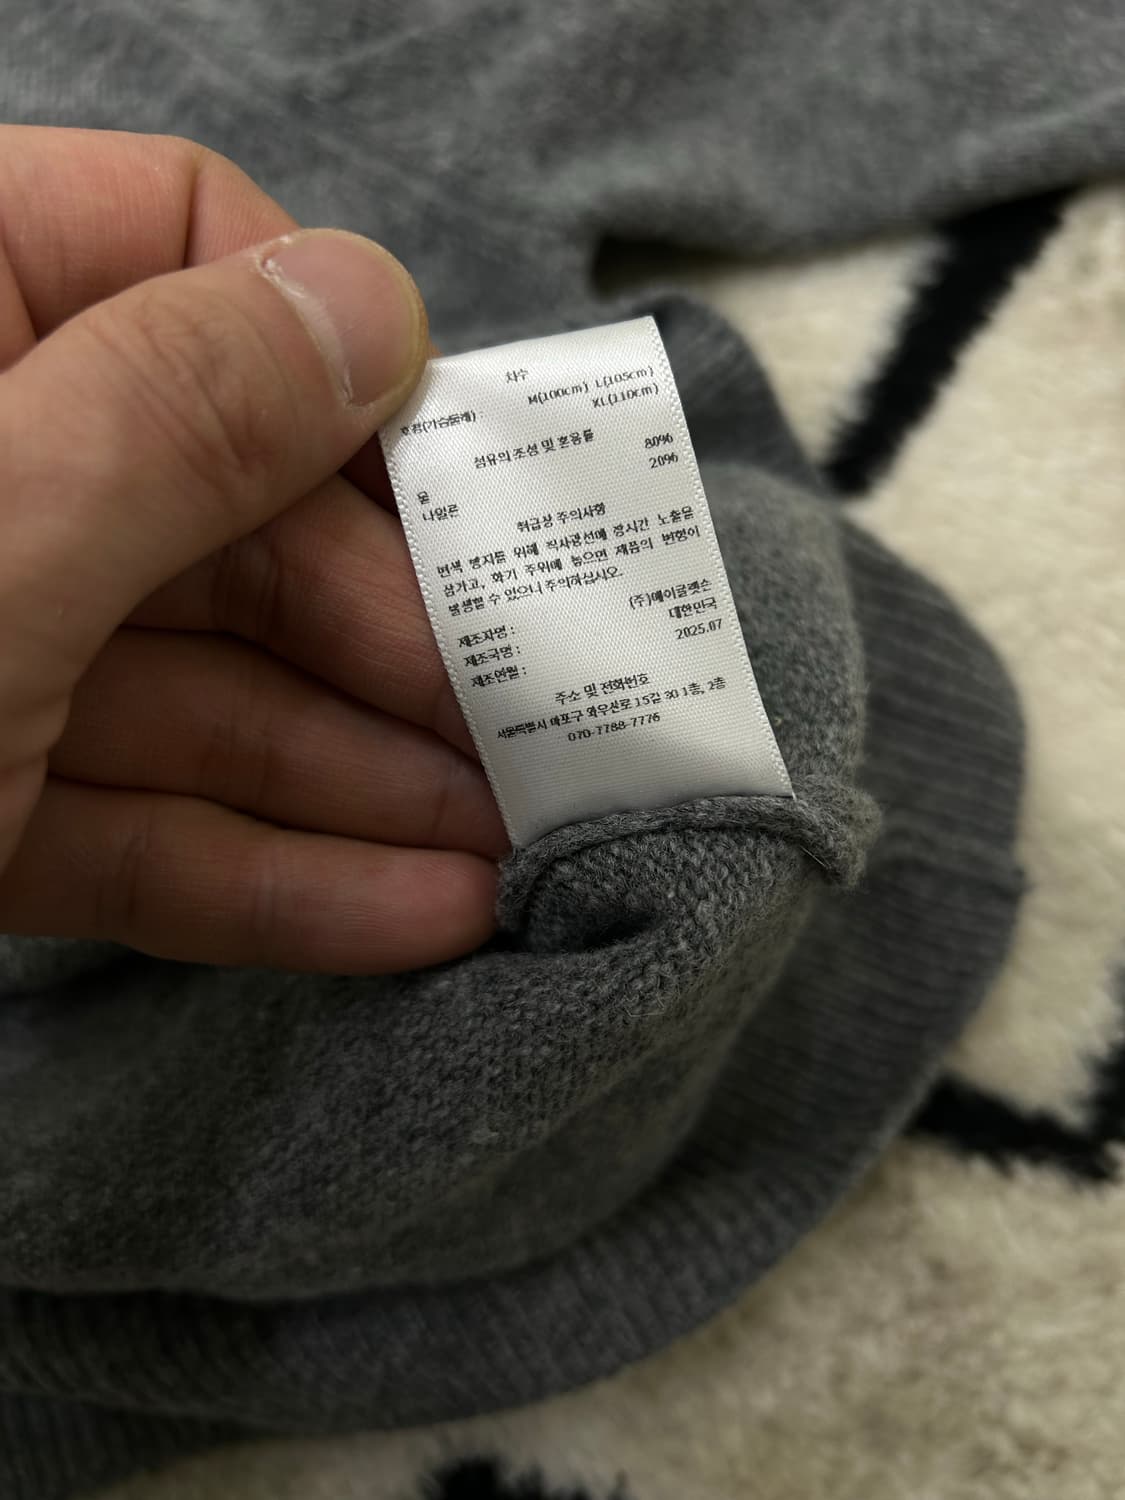 치수
호칭(가슴둘레) : M(100cm) L(105cm)
XL(110cm)
섬유의 조성 및 혼용률
울 80%
나일론 20%
취급상 주의사항
변색 방지를 위해 직사광선에 장시간 노출을
삼가고, 화기 주위에 놓으면 제품의 변형이
발생할 수 있으니 주의하십시오.
제조자명 : (주)에이글렛슨
제조국명 : 대한민국
제조연월 : 2025.07
주소 및 전화번호
서울특별시 마포구 와우산로 15길 30 1층, 2층
070-7788-7776